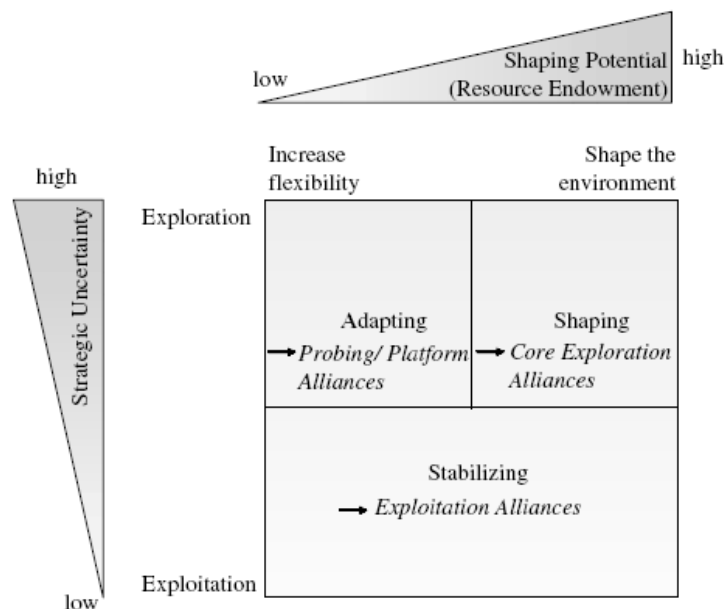 low
Shaping Potential
(Resource Endowment)
high
Increase
flexibility
Shape the
environment
high
Strategic Uncertainty
low
Exploration
Adapting
Probing/ Platform
Alliances
Shaping
Core Exploration
Alliances
Stabilizing
Exploitation Alliances
Exploitation